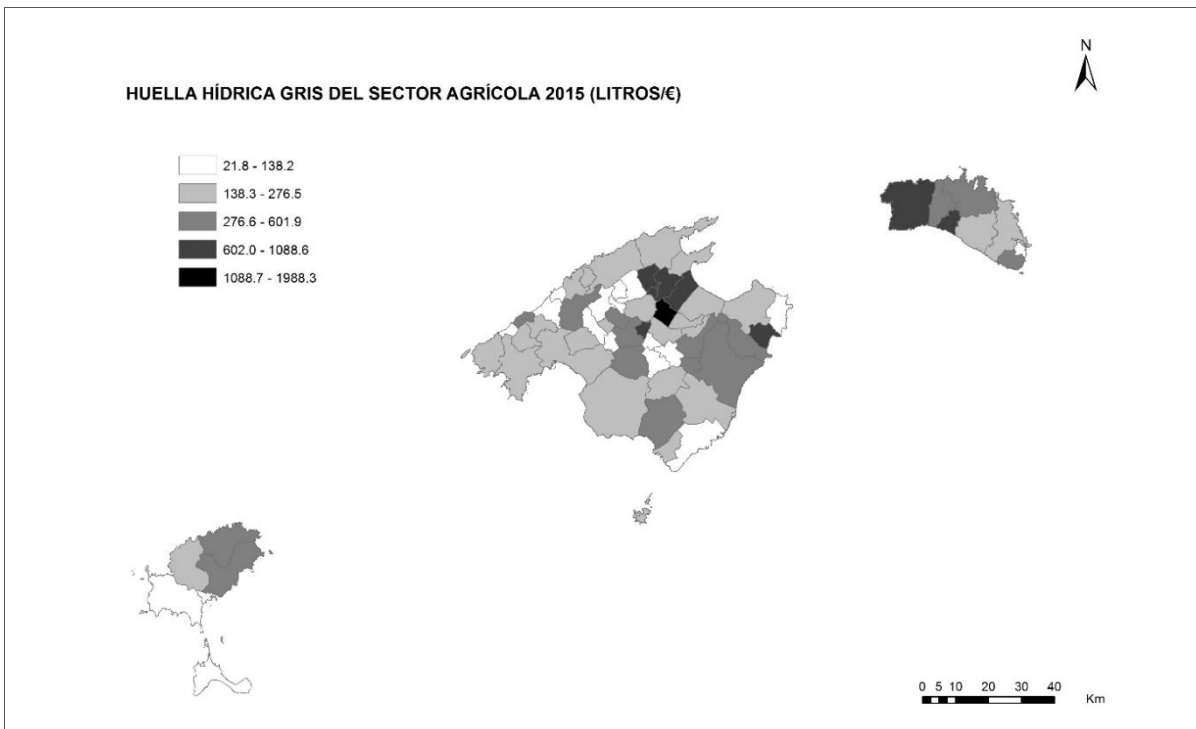 N
HUELLA HÍDRICA GRIS DEL SECTOR AGRÍCOLA 2015 (LITROS/€)
21.8 - 138.2
138.3 - 276.5
276.6 - 601.9
602.0 - 1088.6
1088.7 - 1988.3
0 5 10 20 30 40
Km